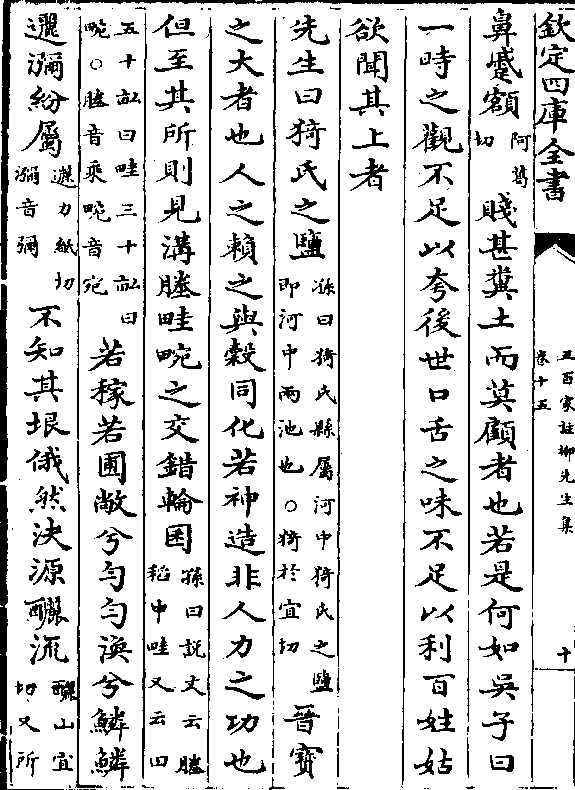 欽定四庫全書
五百家註柳先生集
卷十五
十
鼻蹙額阿葛切賤甚糞土而莫顧者也若是何如吳子曰
一時之觀不足以夸後世口舌之味不足以利百姓姑
欲聞其上者
先生曰猗氏之鹽孫曰猗氏縣屬河中猗氏之鹽即河中兩池也○猗於宜切晉寶
之大者也人之賴之與穀同化若神造非人力之功也
但至其所則見溝塍畦畹之交錯輪囷孫曰説文云塍稻中畦又云田
五十畝曰畦三十畝曰畹○塍音乘畹音宛若稼若圃敞兮勻勻渙兮鱗鱗
邐瀰紛屬邐力紙切瀰音彌不知其垠俄然決源釃流釃山宜切又所